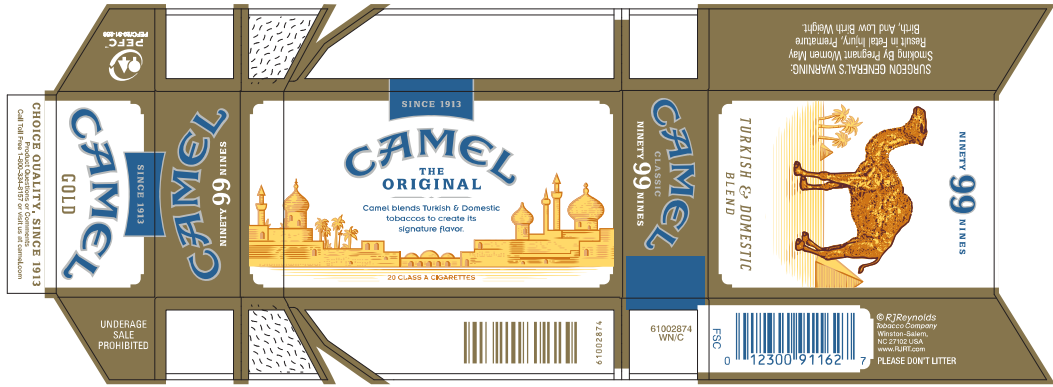 PEFC
PEFC/29-31-189
CHOICE QUALITY, SINCE 1913
Product Questions or Comments
Call Toll Free 1-800-334-8157 or visit us at camel.com
CAMEL
GOLD
SINCE 1913
UNDERAGE
SALE
PROHIBITED
CAMEL
NINETY 99 NINES
SINCE 1913
CAMEL
THE
ORIGINAL
Camel blends Turkish & Domestic
tobaccos to create its
signature flavor.
20 CLASS A CIGARETTES
61002874
CAMEL
CLASSIC
NINETY 99 NINES
61002874
WN/C
SURGEON GENERAL'S WARNING:
Smoking By Pregnant Women May
Result in Fetal Injury, Premature
Birth, And Low Birth Weight.
TURKISH & DOMESTIC
BLEND
NINETY 99 NINES
FSC
0 12300 91162 7
© RJReynolds
Tobacco Company
Winston-Salem,
NC 27102 USA
www.RJRT.com
PLEASE DON'T LITTER